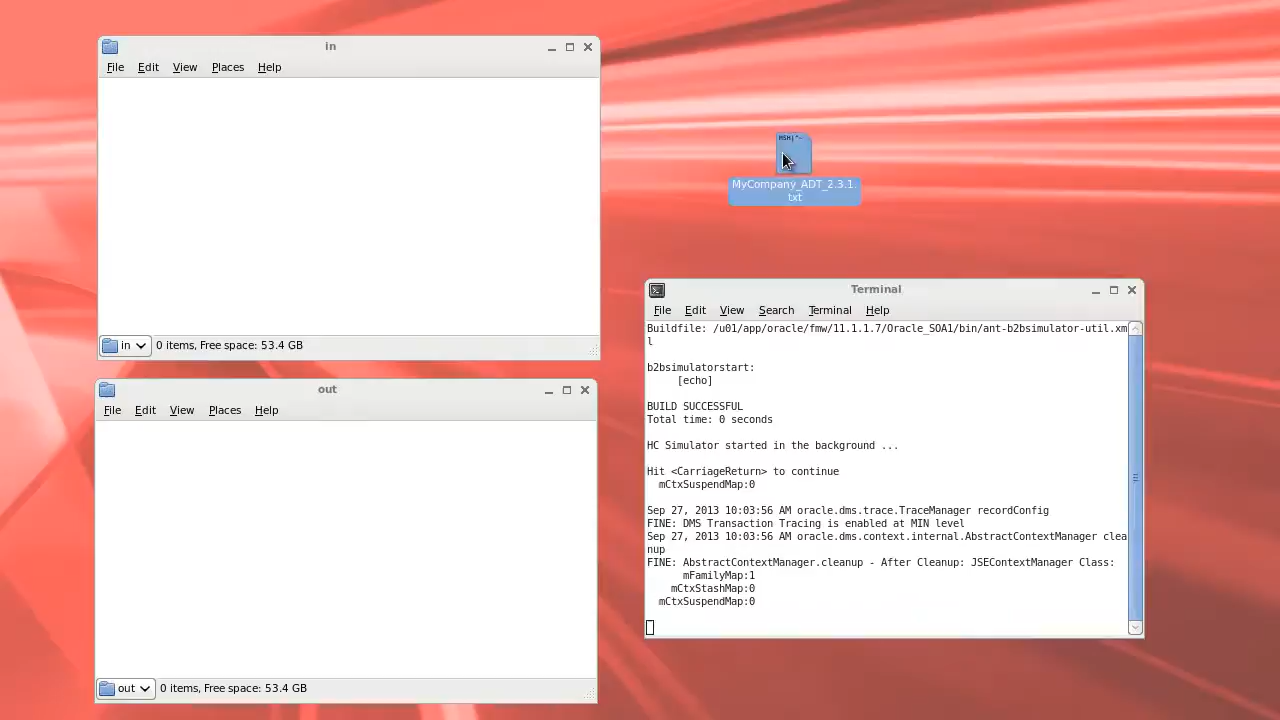 in
File Edit View Places Help
in 0 items, Free space: 53.4 GB
out
File Edit View Places Help
out 0 items, Free space: 53.4 GB
MSH|^~
MyCompany_ADT_2.3.1.
txt
Terminal
File Edit View Search Terminal Help
Buildfile: /u01/app/oracle/fmw/11.1.1.7/Oracle_SOA1/bin/ant-b2bsimulator-util.xm
l
b2bsimulatorstart:
[echo]
BUILD SUCCESSFUL
Total time: 0 seconds
HC Simulator started in the background ...
Hit <CarriageReturn> to continue
mCtxSuspendMap:0
Sep 27, 2013 10:03:56 AM oracle.dms.trace.TraceManager recordConfig
FINE: DMS Transaction Tracing is enabled at MIN level
Sep 27, 2013 10:03:56 AM oracle.dms.context.internal.AbstractContextManager clea
nup
FINE: AbstractContextManager.cleanup - After Cleanup: JSEContextManager Class:
mFamilyMap:1
mCtxStashMap:0
mCtxSuspendMap:0